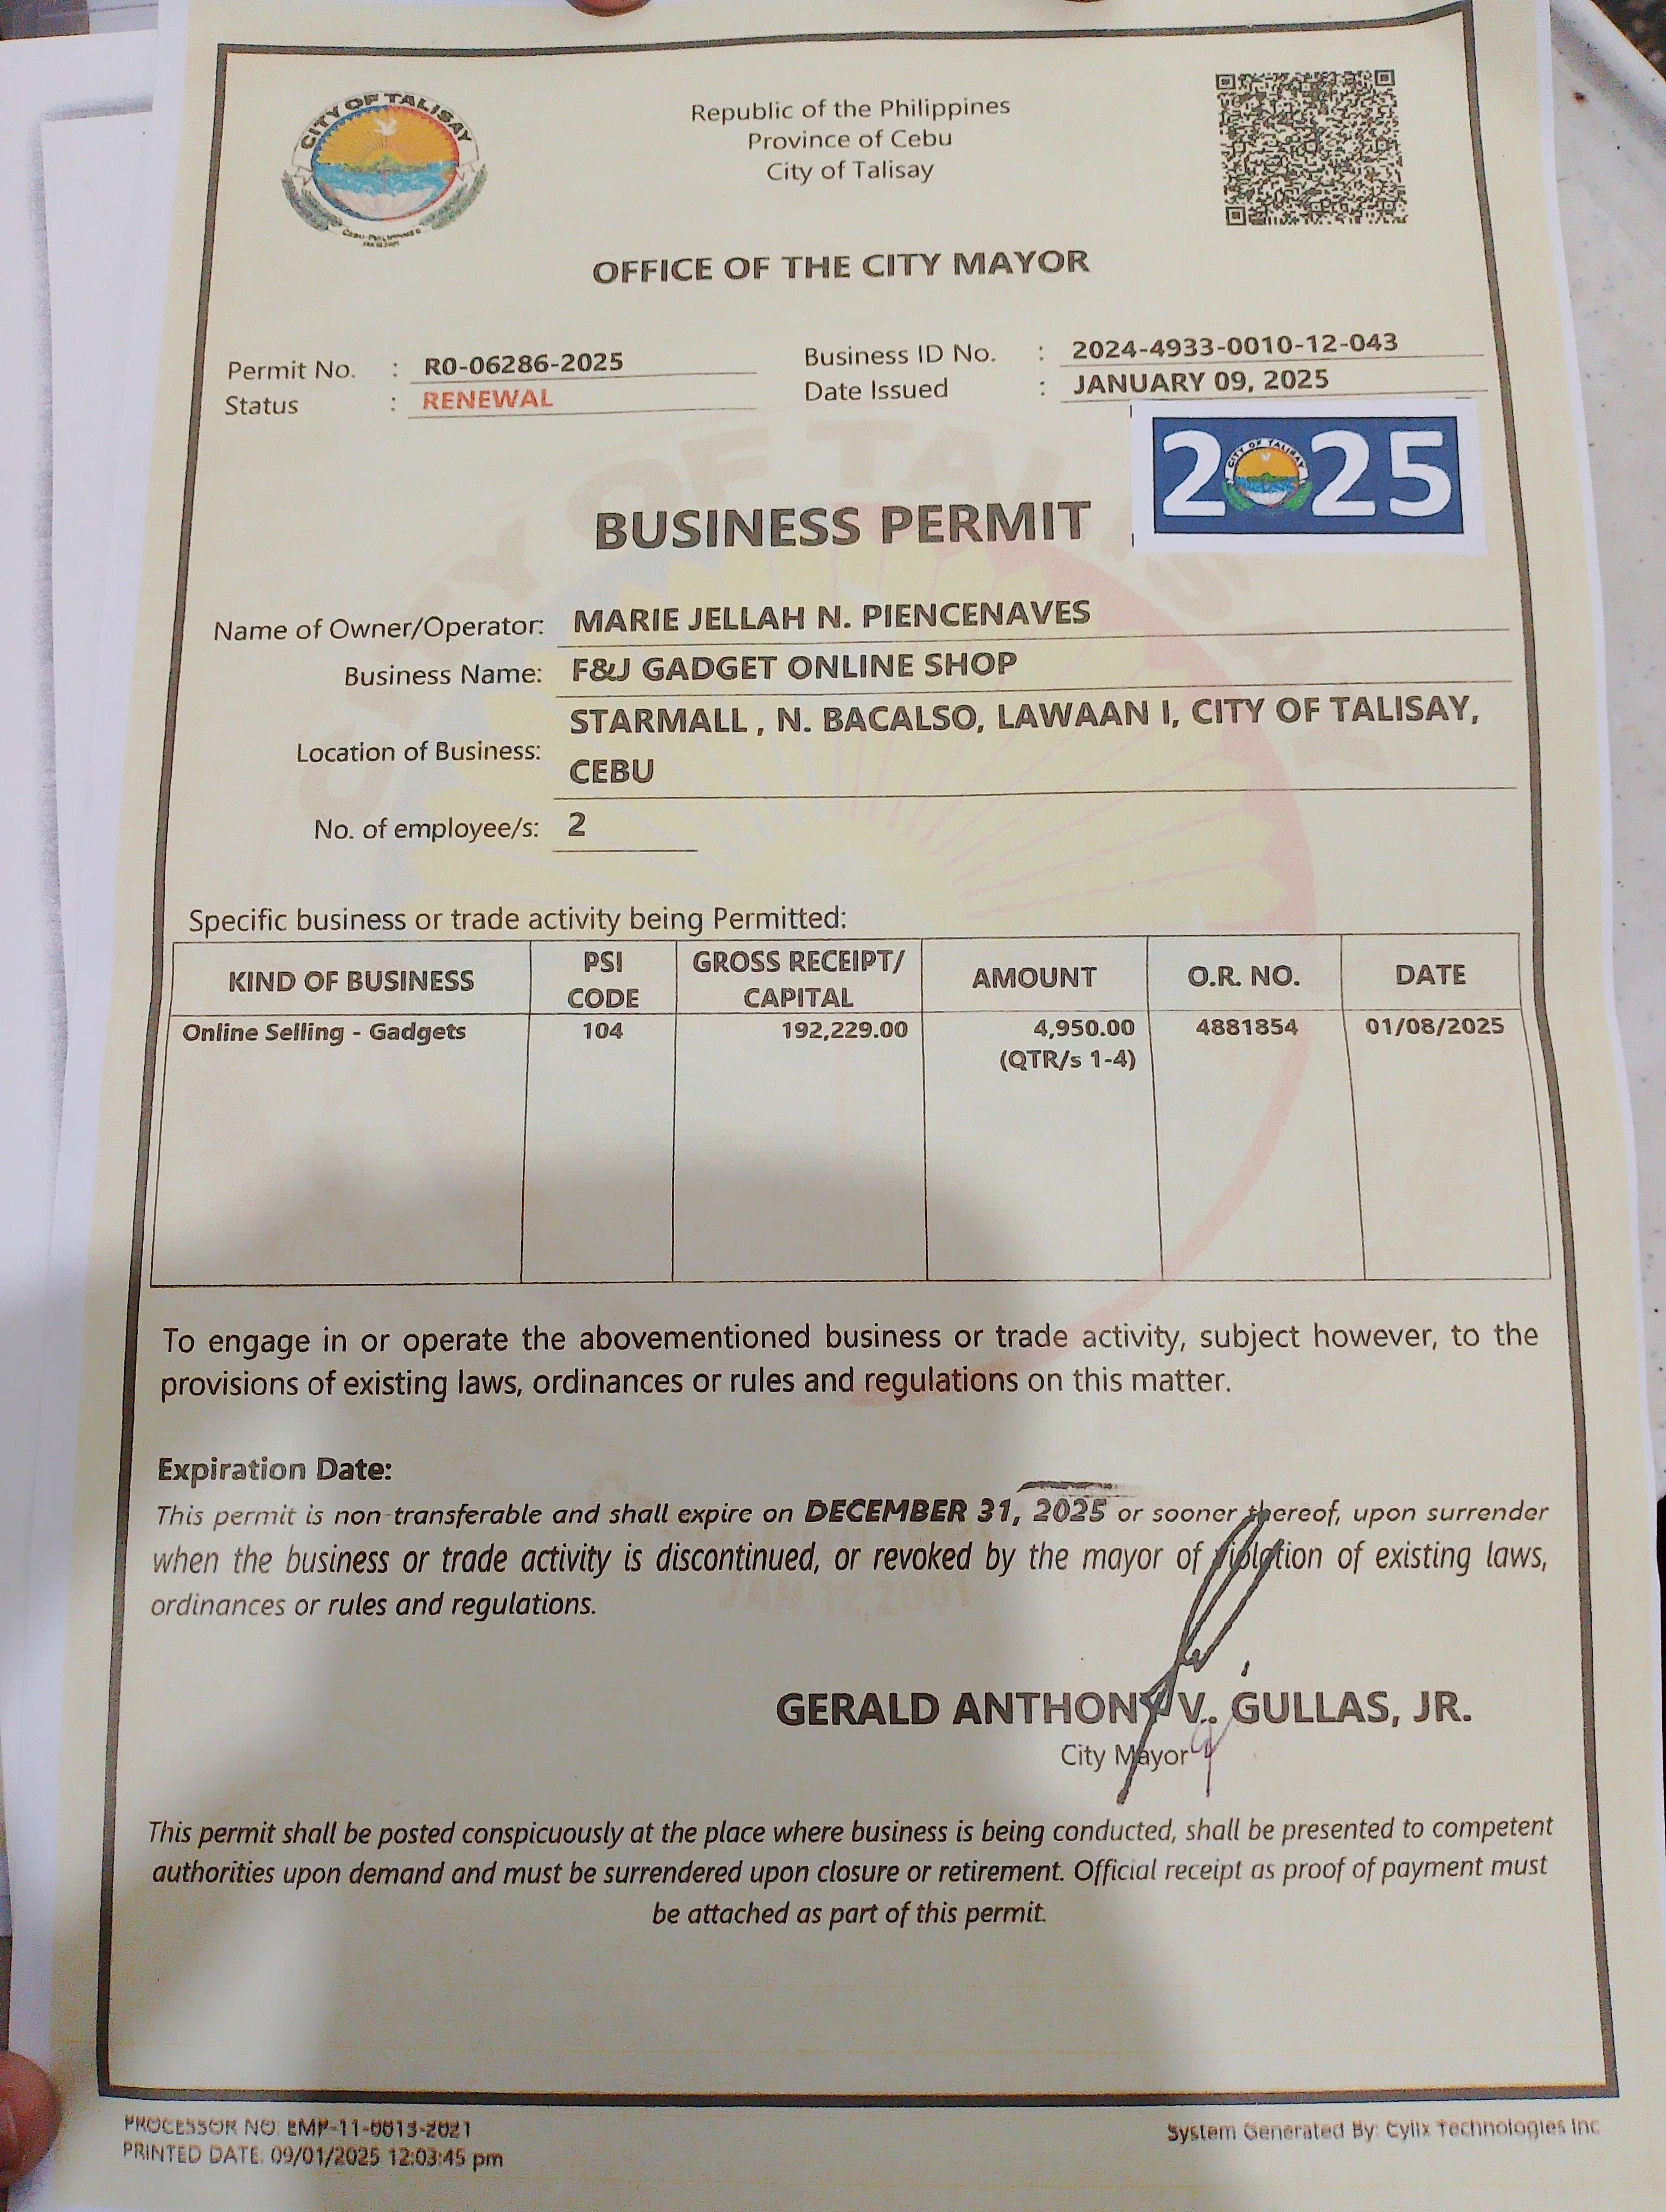 CITY OF TALISAY
CEBU-PHILIPPINES
JAN.12,2001
Republic of the Philippines
Province of Cebu
City of Talisay
OFFICE OF THE CITY MAYOR
Permit No. : R0-06286-2025
Business ID No. : 2024-4933-0010-12-043
Status : RENEWAL
Date Issued : JANUARY 09, 2025
2025
CITY OF TALISAY
BUSINESS PERMIT
Name of Owner/Operator: MARIE JELLAH N. PIENCENAVES
Business Name: F&J GADGET ONLINE SHOP
Location of Business: STARMALL , N. BACALSO, LAWAAN I, CITY OF TALISAY,
CEBU
No. of employee/s: 2
Specific business or trade activity being Permitted:
KIND OF BUSINESS PSI CODE GROSS RECEIPT/ CAPITAL AMOUNT O.R. NO. DATE
Online Selling - Gadgets 104 192,229.00 4,950.00 4881854 01/08/2025
(QTR/s 1-4)
To engage in or operate the abovementioned business or trade activity, subject however, to the
provisions of existing laws, ordinances or rules and regulations on this matter.
Expiration Date:
This permit is non-transferable and shall expire on DECEMBER 31, 2025 or sooner thereof, upon surrender
when the business or trade activity is discontinued, or revoked by the mayor of violation of existing laws,
ordinances or rules and regulations.
JAN.12,2001
GERALD ANTHONY V. GULLAS, JR.
City Mayor
This permit shall be posted conspicuously at the place where business is being conducted, shall be presented to competent
authorities upon demand and must be surrendered upon closure or retirement. Official receipt as proof of payment must
be attached as part of this permit.
PROCESSOR NO. EMP-11-0013-2021
PRINTED DATE: 09/01/2025 12:03:45 pm
System Generated By: Cylix Technologies Inc